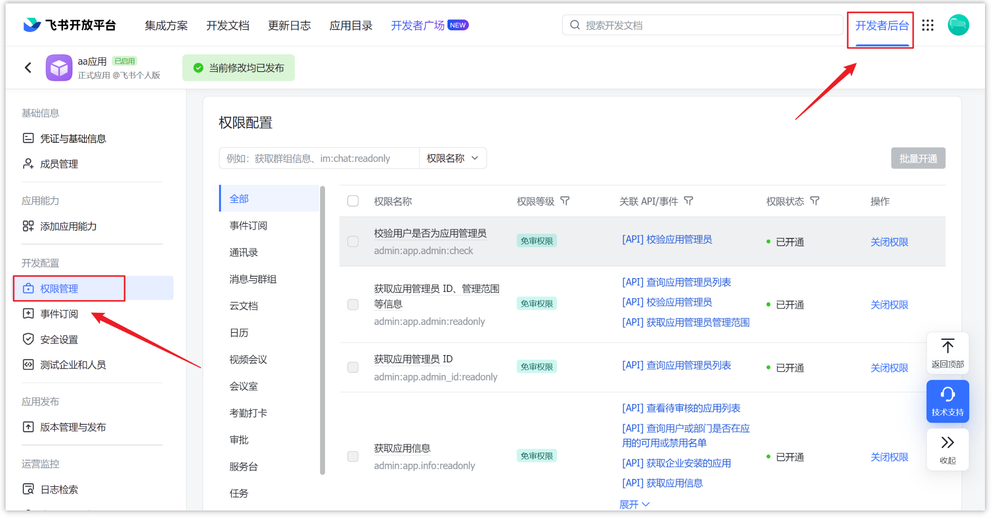 飞书开放平台
集成方案
开发文档
更新日志
应用目录
开发者广场 NEW
搜索开发文档
开发者后台
aa应用 已启用
正式应用 @飞书个人版
当前修改均已发布
基础信息
凭证与基础信息
成员管理
应用能力
添加应用能力
开发配置
权限管理
事件订阅
安全设置
测试企业和人员
应用发布
版本管理与发布
运营监控
日志检索
权限配置
例如：获取群组信息、im:chat:readonly
权限名称
批量开通
全部
事件订阅
通讯录
消息与群组
云文档
日历
视频会议
会议室
考勤打卡
审批
服务台
任务
权限名称
权限等级
关联 API/事件
权限状态
操作
校验用户是否为应用管理员
admin:app.admin:check
免审权限
[API] 校验应用管理员
已开通
关闭权限
获取应用管理员 ID、管理范围
等信息
admin:app.admin:readonly
免审权限
[API] 查询应用管理员列表
[API] 校验应用管理员
[API] 获取应用管理员管理范围
已开通
关闭权限
获取应用管理员 ID
admin:app.admin_id:readonly
免审权限
[API] 查询应用管理员列表
已开通
关闭权限
获取应用信息
admin:app.info:readonly
免审权限
[API] 查看待审核的应用列表
[API] 查询用户或部门是否在应
用的可用或禁用名单
[API] 获取企业安装的应用
[API] 获取应用信息
展开
已开通
关闭权限
返回顶部
技术支持
收起